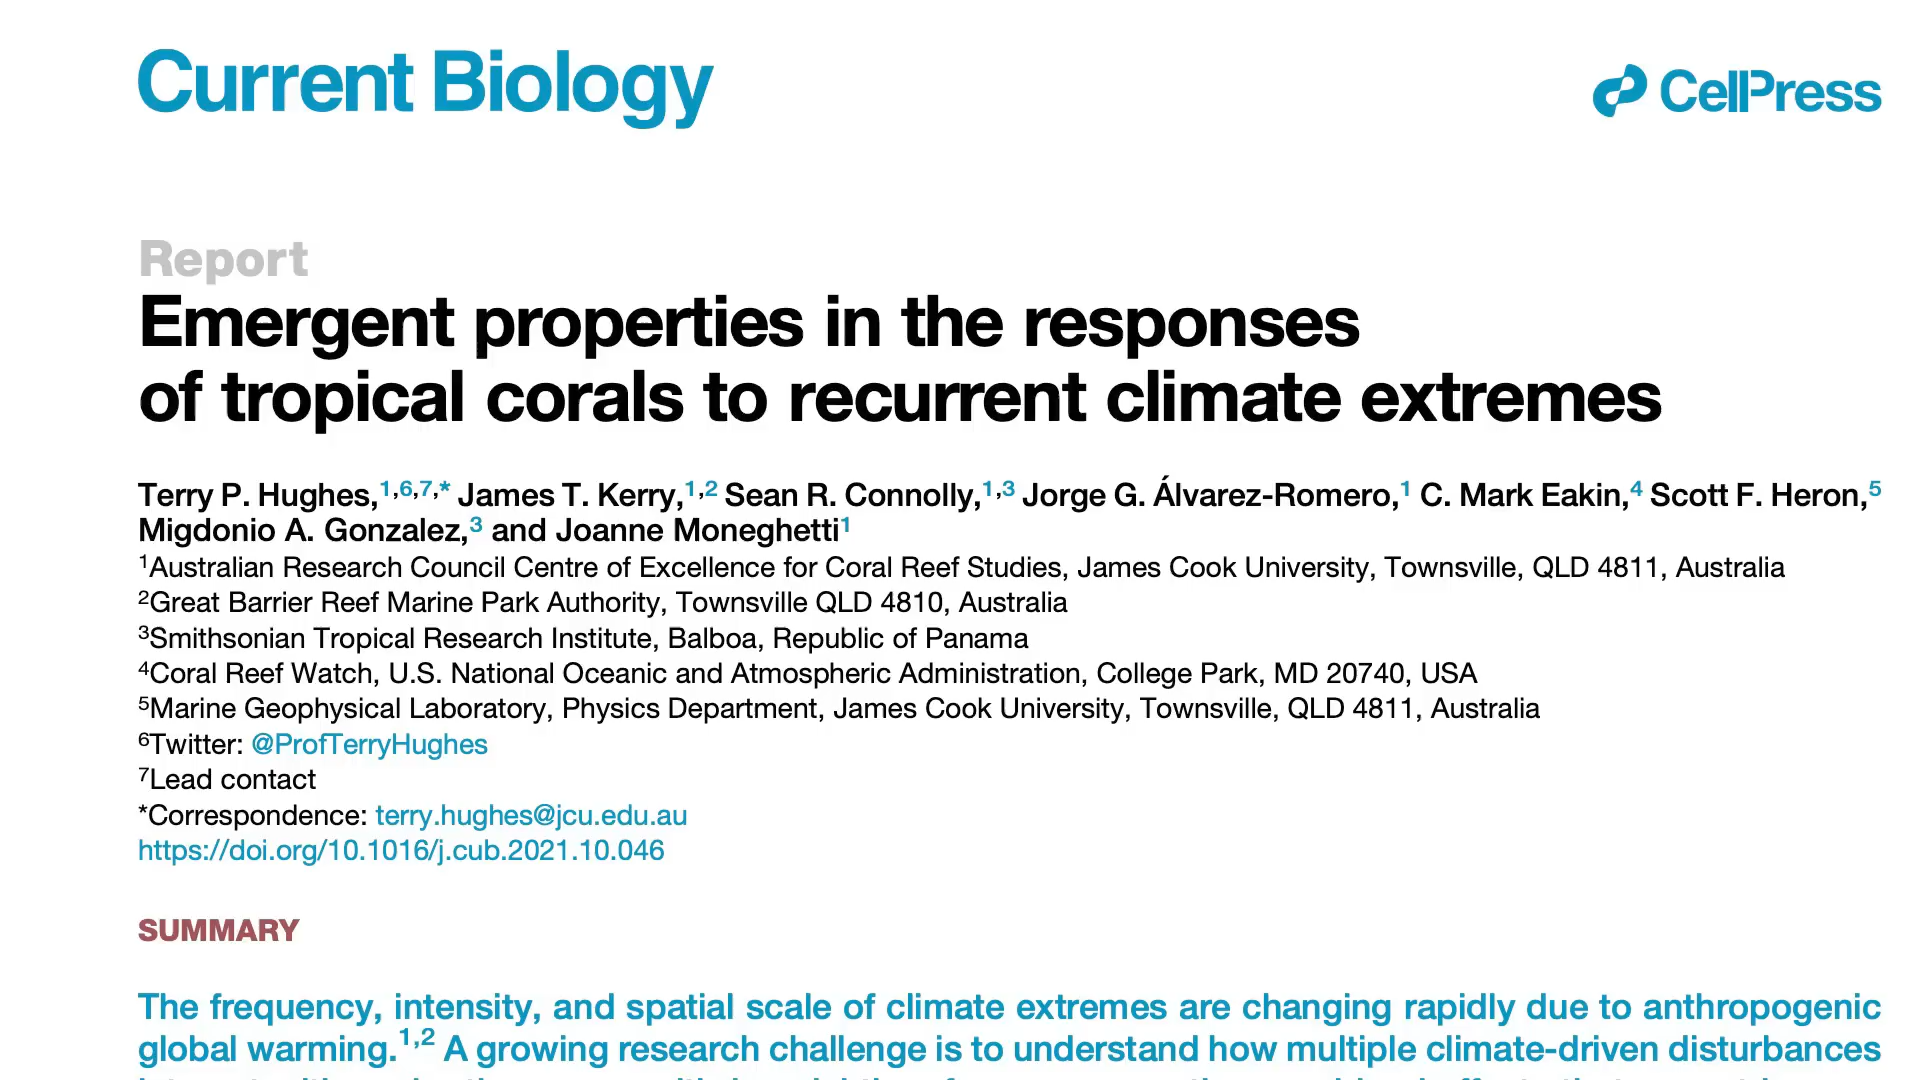 Current Biology
CellPress
Report
Emergent properties in the responses
of tropical corals to recurrent climate extremes
Terry P. Hughes,1,6,7,* James T. Kerry,1,2 Sean R. Connolly,1,3 Jorge G. Álvarez-Romero,1 C. Mark Eakin,4 Scott F. Heron,5
Migdonio A. Gonzalez,3 and Joanne Moneghetti1
1Australian Research Council Centre of Excellence for Coral Reef Studies, James Cook University, Townsville, QLD 4811, Australia
2Great Barrier Reef Marine Park Authority, Townsville QLD 4810, Australia
3Smithsonian Tropical Research Institute, Balboa, Republic of Panama
4Coral Reef Watch, U.S. National Oceanic and Atmospheric Administration, College Park, MD 20740, USA
5Marine Geophysical Laboratory, Physics Department, James Cook University, Townsville, QLD 4811, Australia
6Twitter: @ProfTerryHughes
7Lead contact
*Correspondence: terry.hughes@jcu.edu.au
https://doi.org/10.1016/j.cub.2021.10.046
SUMMARY
The frequency, intensity, and spatial scale of climate extremes are changing rapidly due to anthropogenic
global warming.1,2 A growing research challenge is to understand how multiple climate-driven disturbances